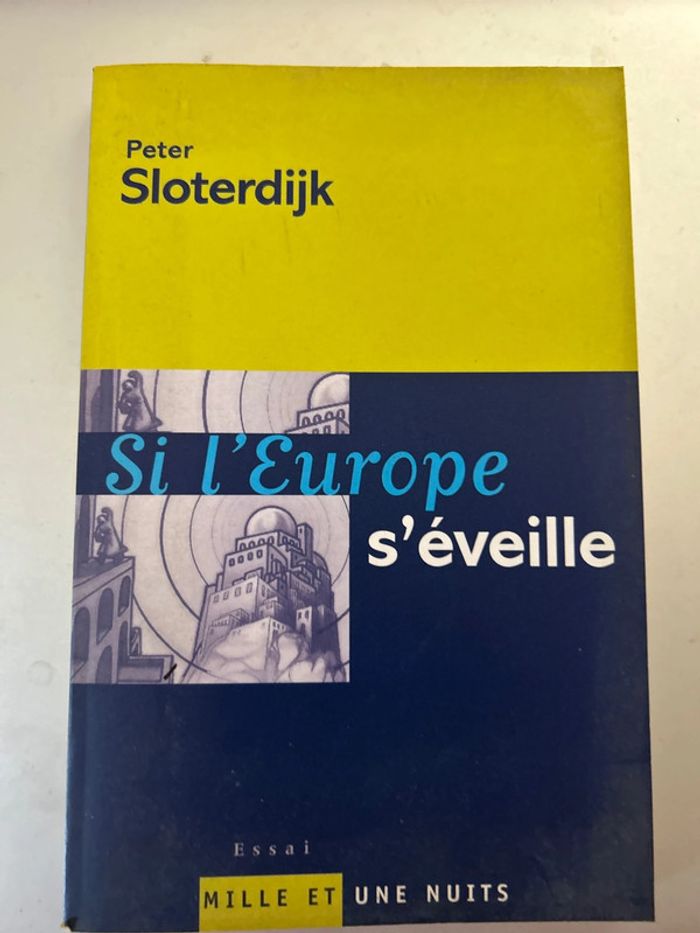 Peter
Sloterdijk
Si l'Europe
s'éveille
Essai
MILLE ET UNE NUITS